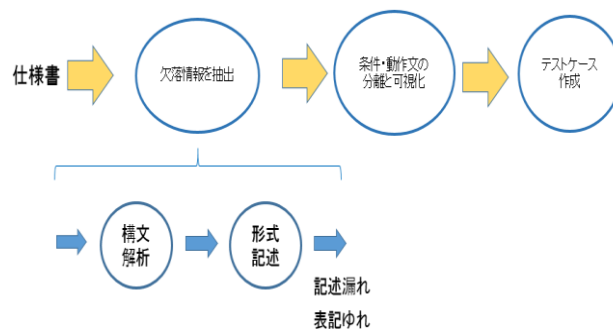 仕様書
欠落情報を抽出
条件・動作文の
分離と可視化
テストケース
作成
構文
解析
形式
記述
記述漏れ
表記ゆれ